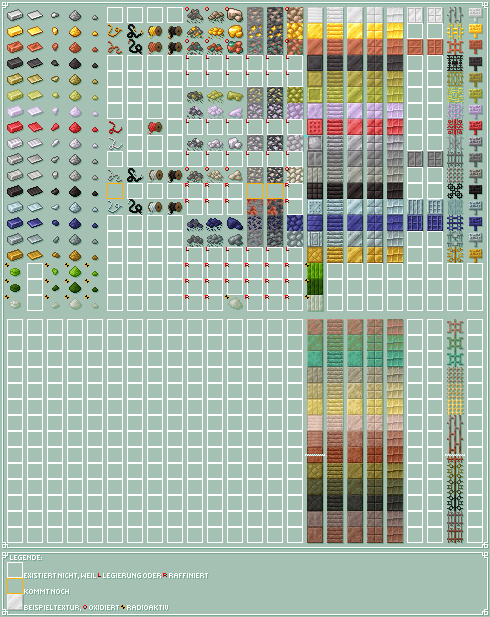 LEGENDE:
EXISTIERT NICHT, WEIL L LEGIERUNG ODER R RAFFINIERT
KOMMT NOCH
BEISPIELTEXTUR, OXIDIERT RADIOAKTIV